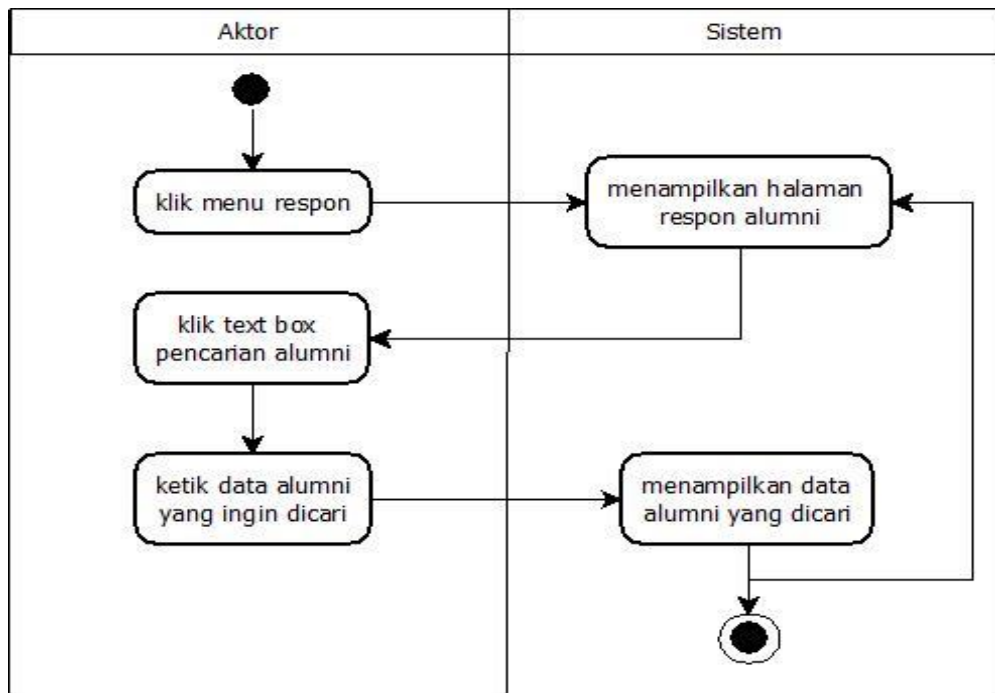 Aktor
Sistem
klik menu respon
menampilkan halaman
respon alumni
klik text box
pencarian alumni
ketik data alumni
yang ingin dicari
menampilkan data
alumni yang dicari